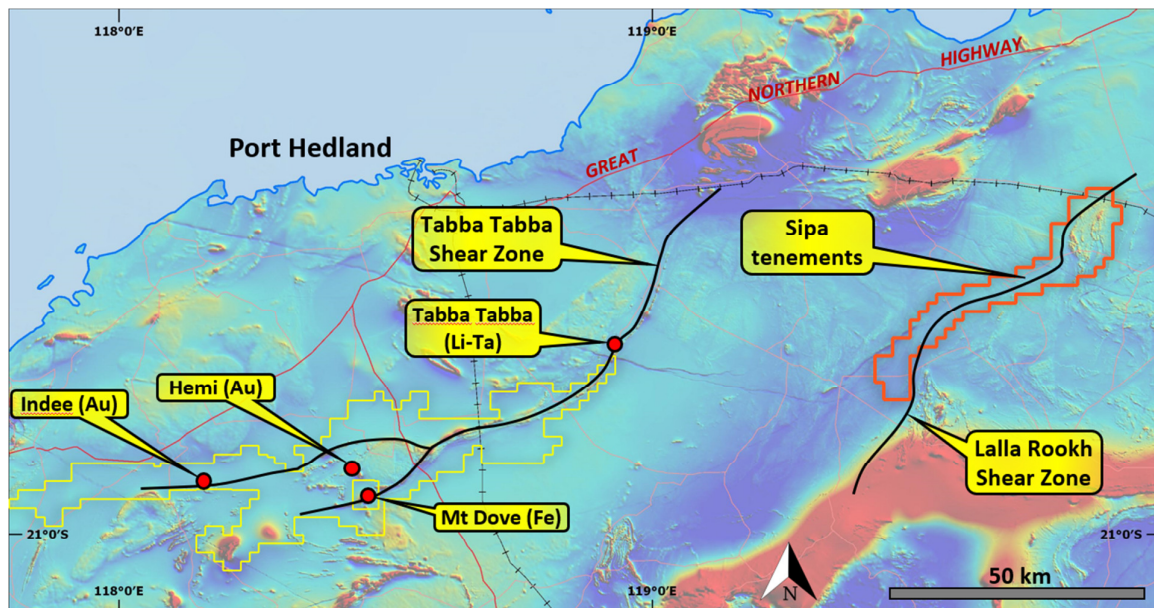 118°0'E
119°0'E
GREAT NORTHERN HIGHWAY
Port Hedland
Tabba Tabba
Shear Zone
Sipa
tenements
Tabba Tabba
(Li-Ta)
Hemi (Au)
Indee (Au)
Lalla Rookh
Shear Zone
Mt Dove (Fe)
21°0'S
21°0'S
50 km
N
118°0'E
119°0'E